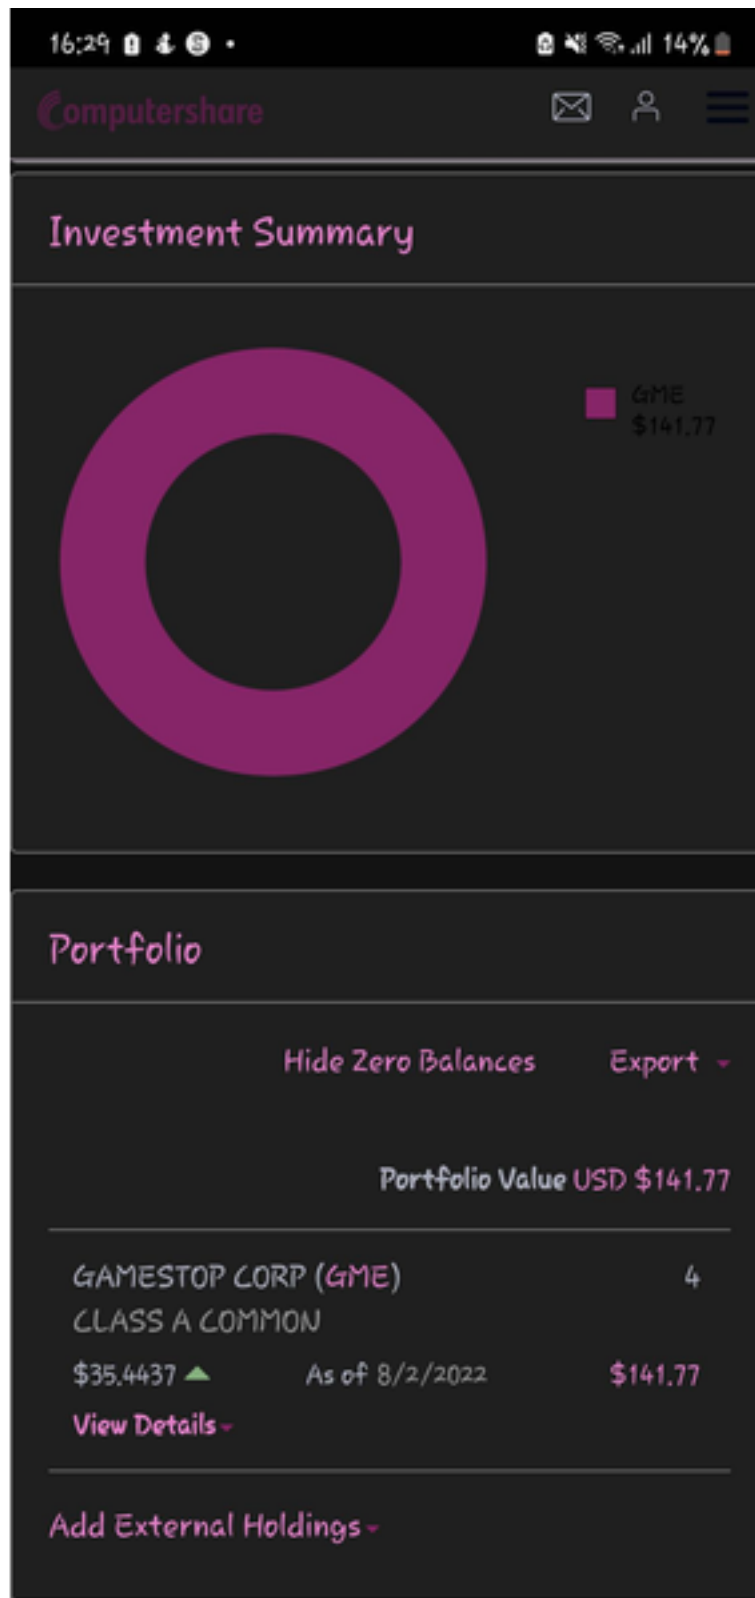 16:29
14%
Computershare
Investment Summary
GME
$141.77
Portfolio
Hide Zero Balances Export
Portfolio Value USD $141.77
GAMESTOP CORP (GME) 4
CLASS A COMMON
$35.4437 As of 8/2/2022 $141.77
View Details
Add External Holdings